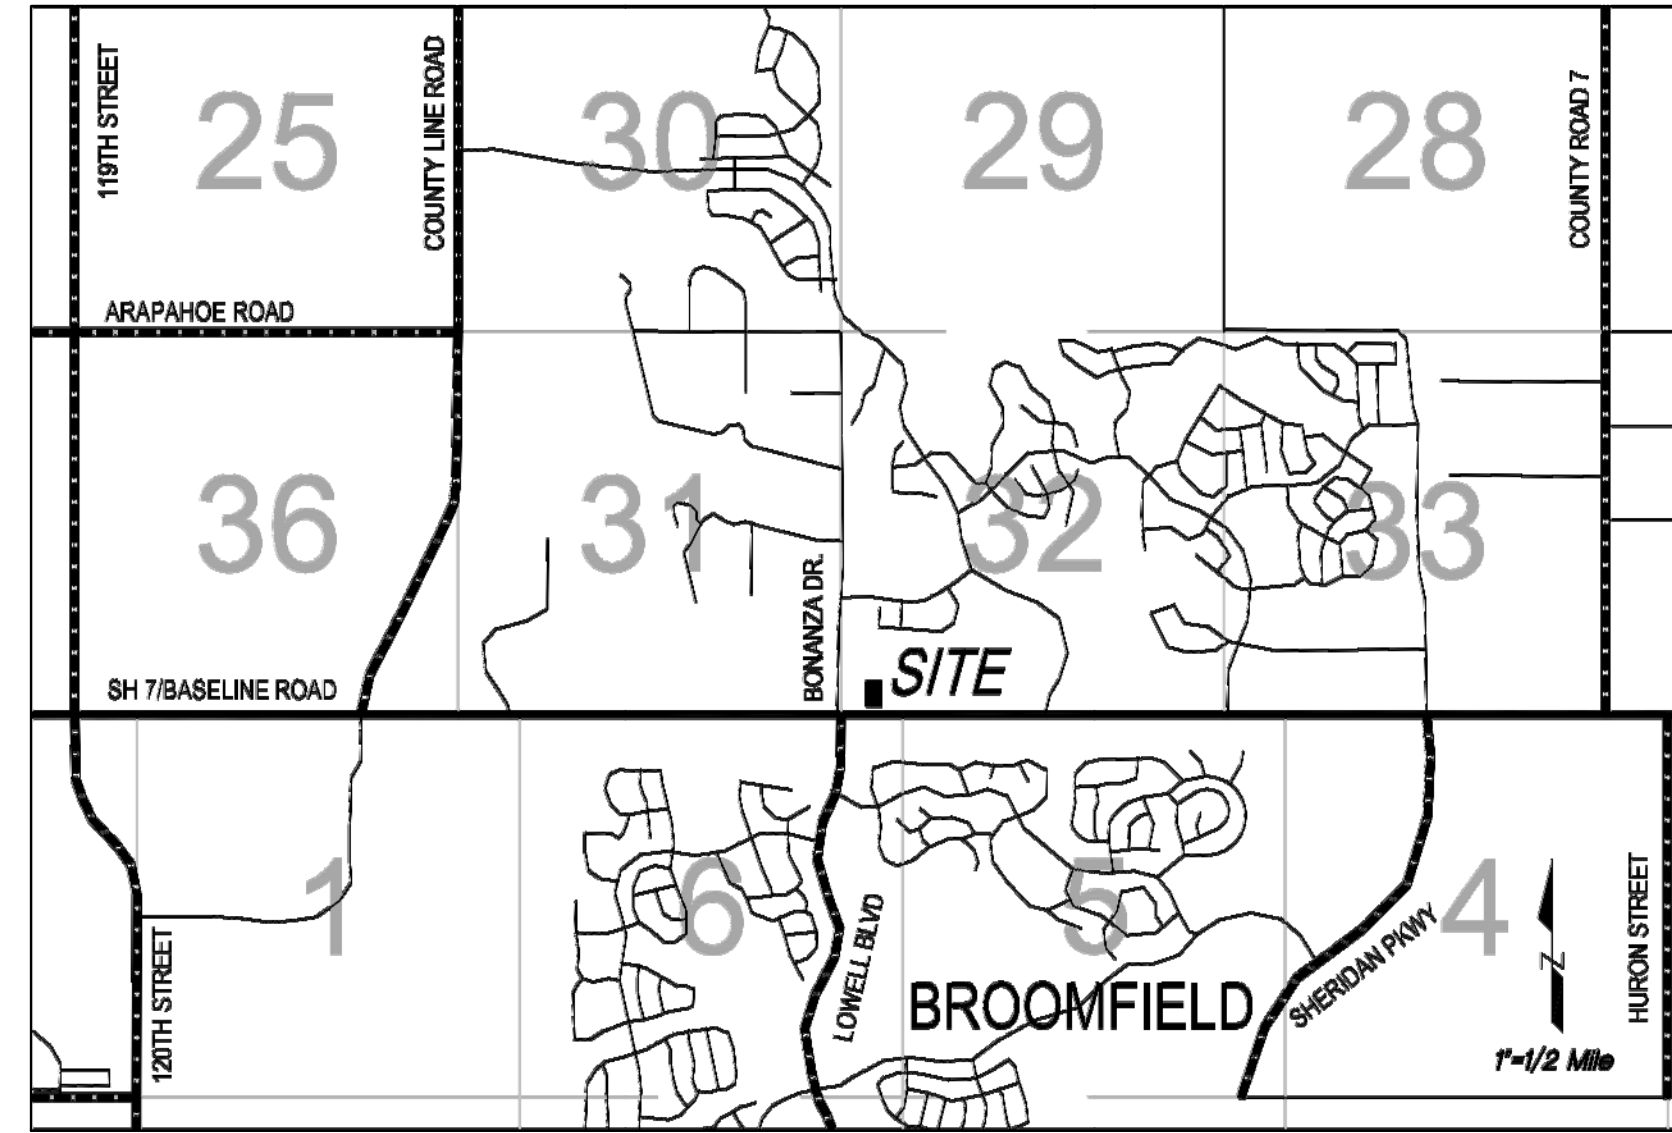 119TH STREET
25
COUNTY LINE ROAD
30
29
28
COUNTY ROAD 7
ARAPAHOE ROAD
36
31
32
33
BONANZA DR.
SITE
SH 7/BASELINE ROAD
1
6
5
4
120TH STREET
LOWELL BLVD
BROOMFIELD
SHERIDAN PKWY
N
HURON STREET
1"=1/2 Mile